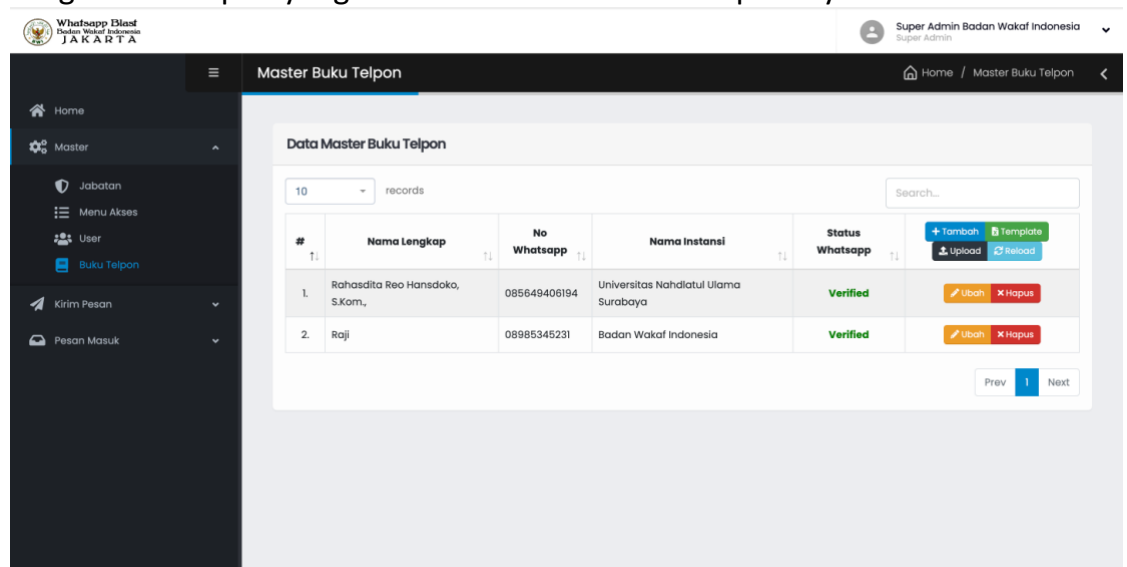 Whatsapp Blast
Badan Wakaf Indonesia
JAKARTA
Super Admin Badan Wakaf Indonesia
Super Admin
Master Buku Telpon
Home / Master Buku Telpon
Home
Master
Jabatan
Menu Akses
User
Buku Telpon
Kirim Pesan
Pesan Masuk
Data Master Buku Telpon
10 records
Search...
# Nama Lengkap No Whatsapp Nama Instansi Status Whatsapp
Tambah Template
Upload Reload
1. Rahasdita Reo Hansdoko, S.Kom., 085649406194 Universitas Nahdlatul Ulama Surabaya Verified Ubah Hapus
2. Raji 08985345231 Badan Wakaf Indonesia Verified Ubah Hapus
Prev 1 Next